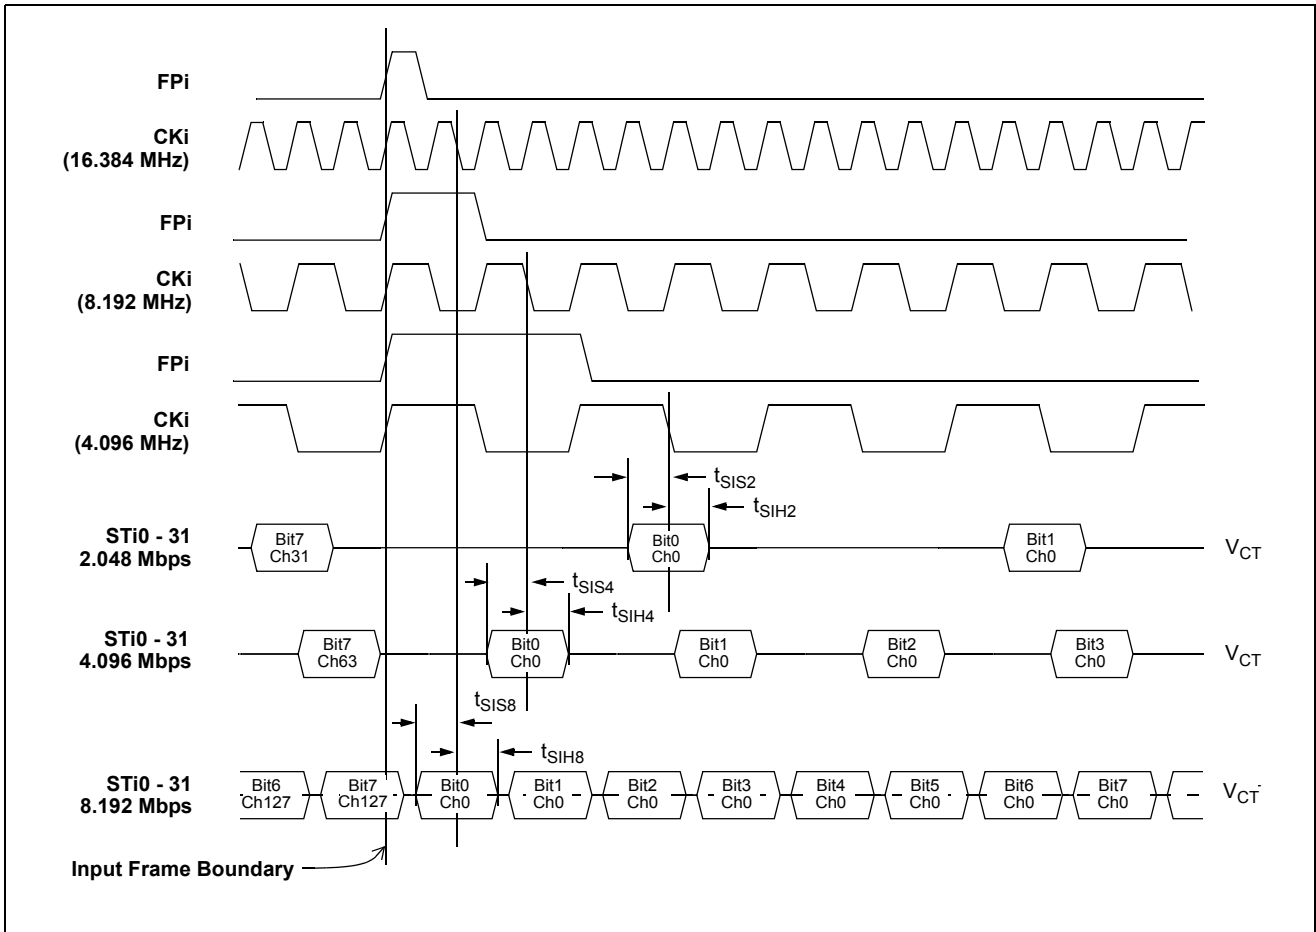 FPi
CKi
(16.384 MHz)
FPi
CKi
(8.192 MHz)
FPi
CKi
(4.096 MHz)
tSIS2
tSIH2
STi0 - 31
2.048 Mbps
Bit7
Ch31
Bit0
Ch0
Bit1
Ch0
VCT
tSIS4
tSIH4
STi0 - 31
4.096 Mbps
Bit7
Ch63
Bit0
Ch0
Bit1
Ch0
Bit2
Ch0
Bit3
Ch0
VCT
tSIS8
tSIH8
STi0 - 31
8.192 Mbps
Bit6
Ch127
Bit7
Ch127
Bit0
Ch0
Bit1
Ch0
Bit2
Ch0
Bit3
Ch0
Bit4
Ch0
Bit5
Ch0
Bit6
Ch0
Bit7
Ch0
VCT
Input Frame Boundary